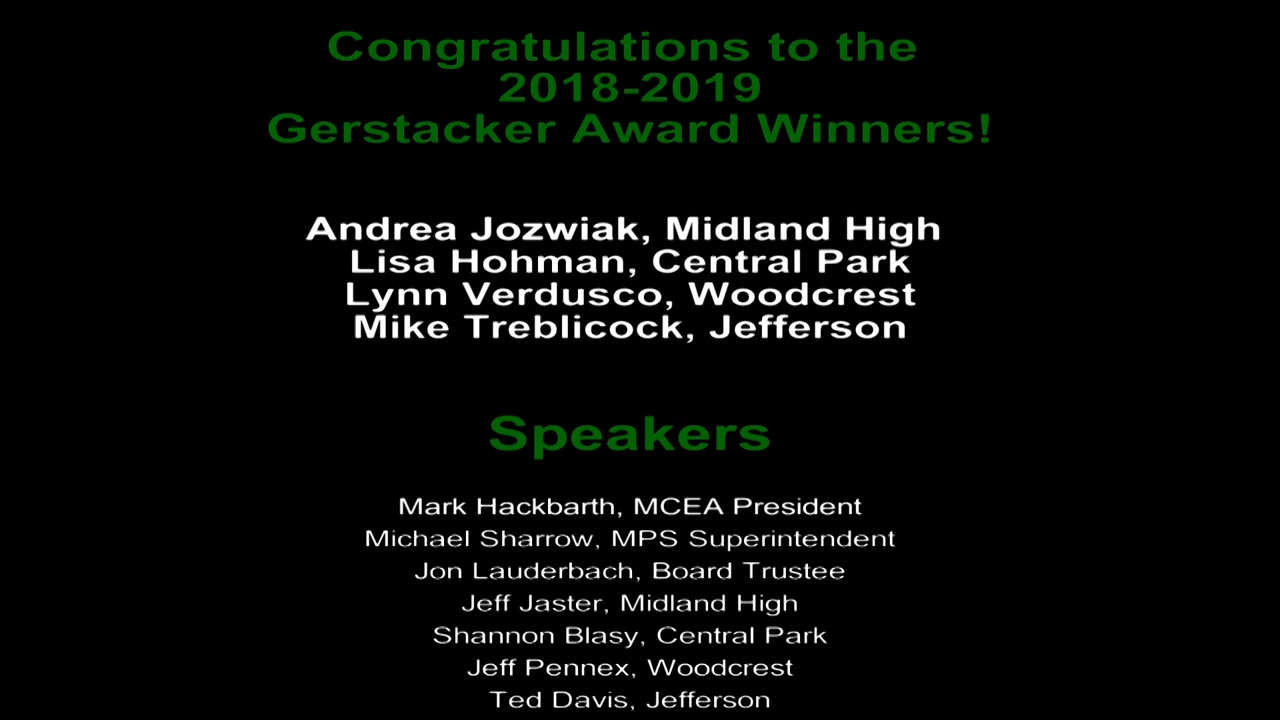 Congratulations to the
2018-2019
Gerstacker Award Winners!
Andrea Jozwiak, Midland High
Lisa Hohman, Central Park
Lynn Verdusco, Woodcrest
Mike Treblicock, Jefferson
Speakers
Mark Hackbarth, MCEA President
Michael Sharrow, MPS Superintendent
Jon Lauderbach, Board Trustee
Jeff Jaster, Midland High
Shannon Blasy, Central Park
Jeff Pennex, Woodcrest
Ted Davis, Jefferson